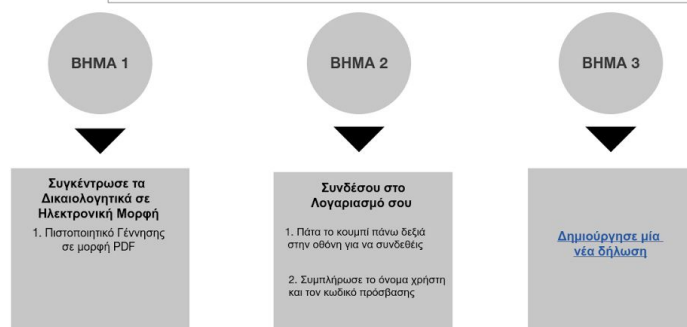 ΒΗΜΑ 1
ΒΗΜΑ 2
ΒΗΜΑ 3
Συγκέντρωσε τα
Δικαιολογητικά σε
Ηλεκτρονική Μορφή
1. Πιστοποιητικό Γέννησης
σε μορφή PDF
Συνδέσου στο
Λογαριασμό σου
1. Πάτα το κουμπί πάνω δεξιά
στην οθόνη για να συνδεθείς
2. Συμπλήρωσε το όνομα χρήστη
και τον κωδικό πρόσβασης
Δημιούργησε μία
νέα δήλωση